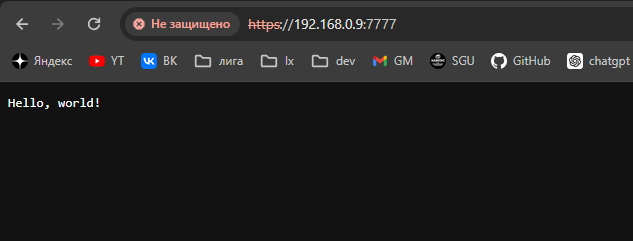 Не защищено https://192.168.0.9:7777
Яндекс YT ВК лига lx dev GM SGU GitHub chatgpt
Hello, world!